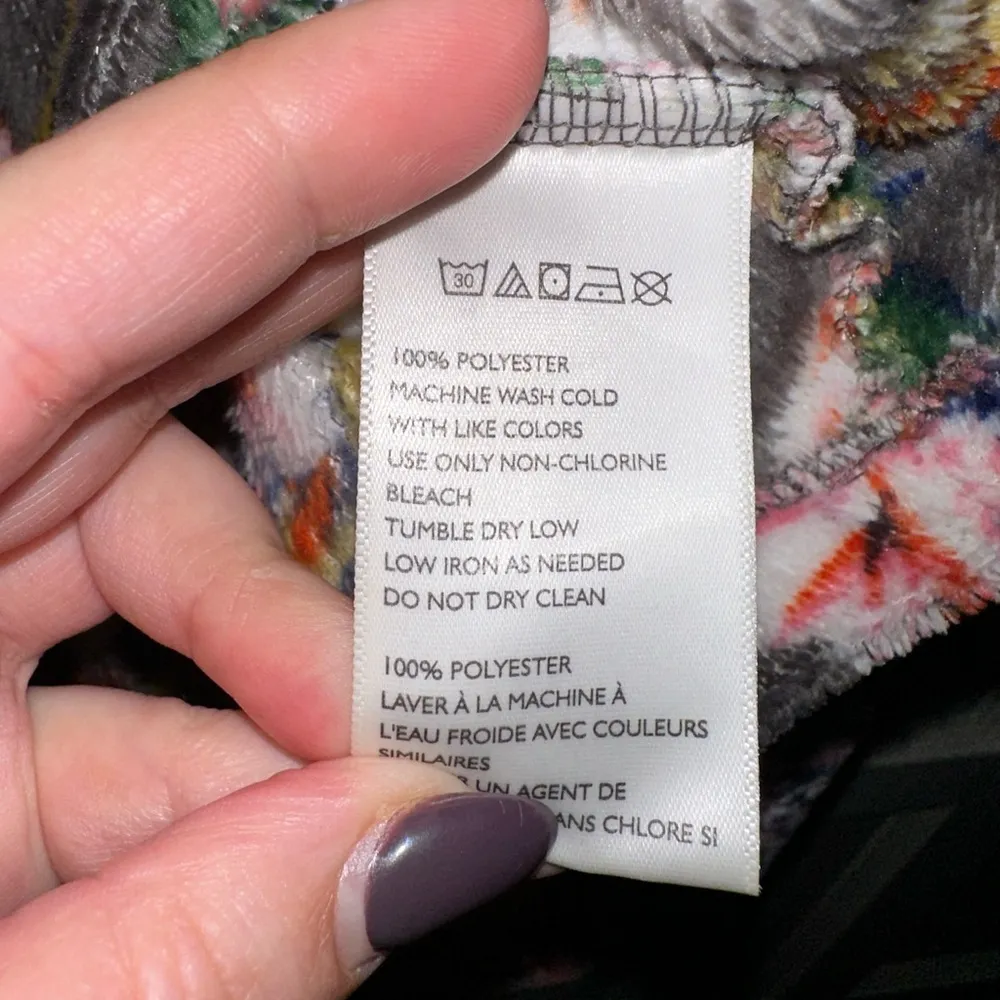 30
100% POLYESTER
MACHINE WASH COLD
WITH LIKE COLORS
USE ONLY NON-CHLORINE
BLEACH
TUMBLE DRY LOW
LOW IRON AS NEEDED
DO NOT DRY CLEAN
100% POLYESTER
LAVER À LA MACHINE À
L'EAU FROIDE AVEC COULEURS
SIMILAIRES
UN AGENT DE
CHLORE SI